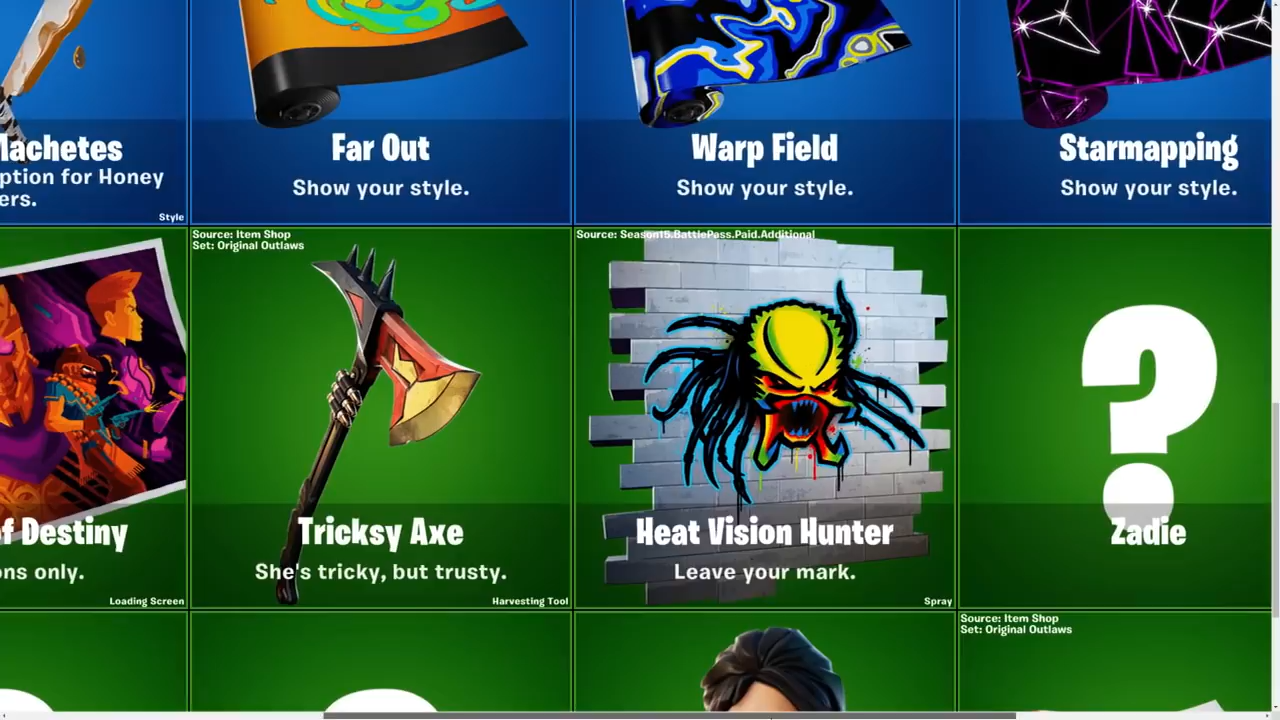 Machetes
ption for Honey
ers.
Style
Far Out
Show your style.
Warp Field
Show your style.
Starmapping
Show your style.
of Destiny
ons only.
Loading Screen
Source: Item Shop
Set: Original Outlaws
Tricksy Axe
She's tricky, but trusty.
Harvesting Tool
Source: Season15.BattlePass.Paid.Additional
Heat Vision Hunter
Leave your mark.
Spray
?
Zadie
Source: Item Shop
Set: Original Outlaws